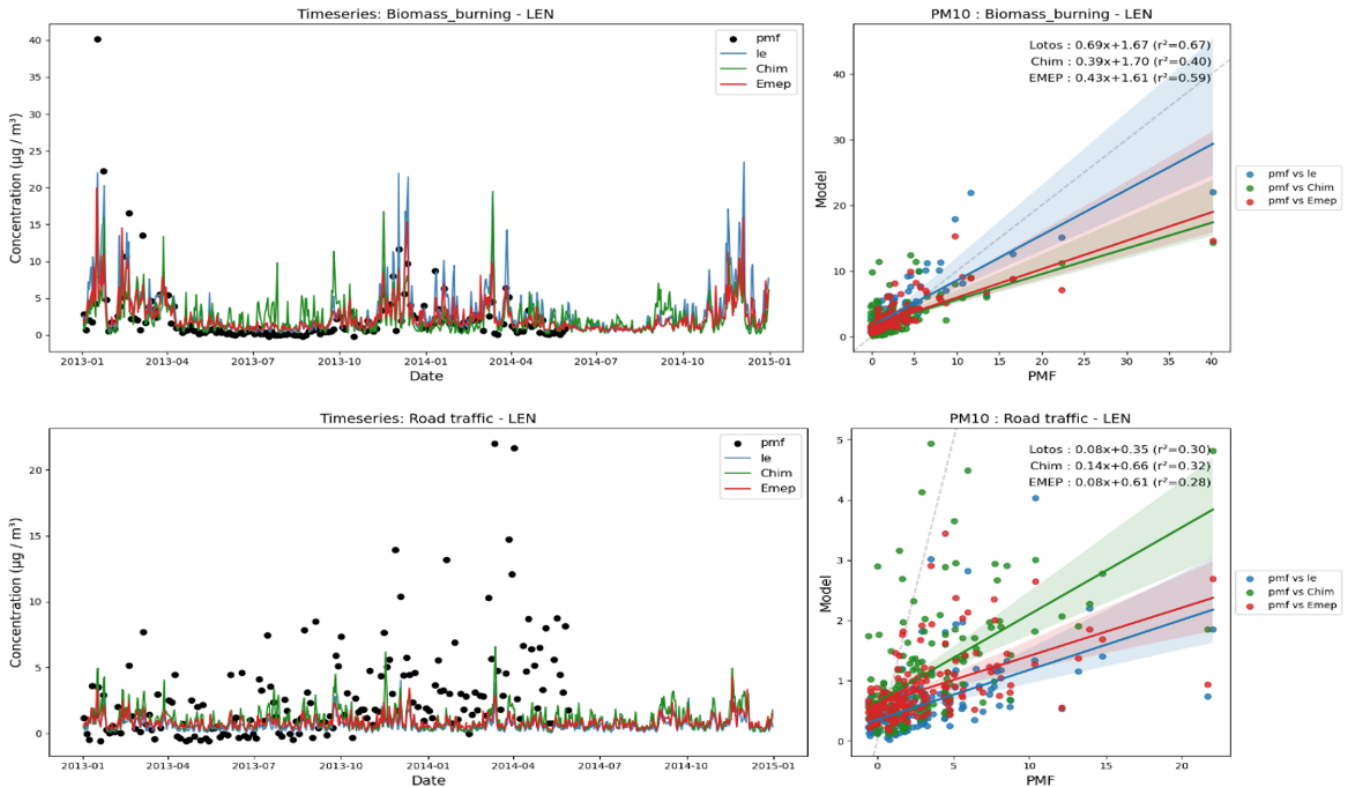 Timeseries: Biomass_burning - LEN
Concentration (µg / m³)
40
35
30
25
20
15
10
5
0
pmf
le
Chim
Emep
2013-01
2013-04
2013-07
2013-10
2014-01
2014-04
2014-07
2014-10
2015-01
Date
PM10 : Biomass_burning - LEN
Lotos : 0.69x+1.67 (r²=0.67)
Chim : 0.39x+1.70 (r²=0.40)
EMEP : 0.43x+1.61 (r²=0.59)
Model
40
30
20
10
0
0
5
10
15
20
25
30
35
40
PMF
pmf vs le
pmf vs Chim
pmf vs Emep
Timeseries: Road traffic - LEN
Concentration (µg / m³)
20
15
10
5
0
pmf
le
Chim
Emep
2013-01
2013-04
2013-07
2013-10
2014-01
2014-04
2014-07
2014-10
2015-01
Date
PM10 : Road traffic - LEN
Lotos : 0.08x+0.35 (r²=0.30)
Chim : 0.14x+0.66 (r²=0.32)
EMEP : 0.08x+0.61 (r²=0.28)
Model
5
4
3
2
1
0
0
5
10
15
20
PMF
pmf vs le
pmf vs Chim
pmf vs Emep